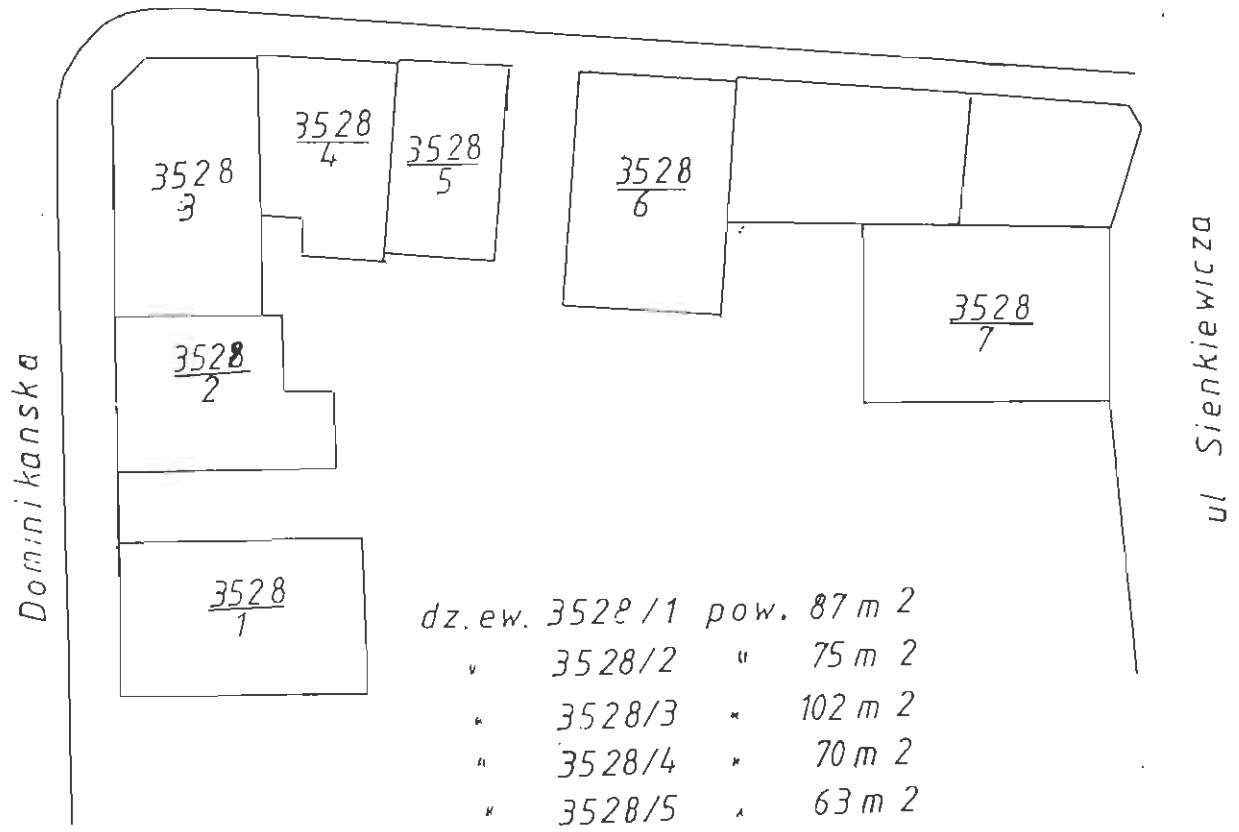 3528
4
3528
5
3528
3
3528
6
3528
7
3528
2
3528
1
Dominikanska
ul Sienkiewicza
dz.ew. 3528/1 pow. 87 m 2
" 3528/2 " 75 m 2
" 3528/3 " 102 m 2
" 3528/4 " 70 m 2
" 3528/5 " 63 m 2